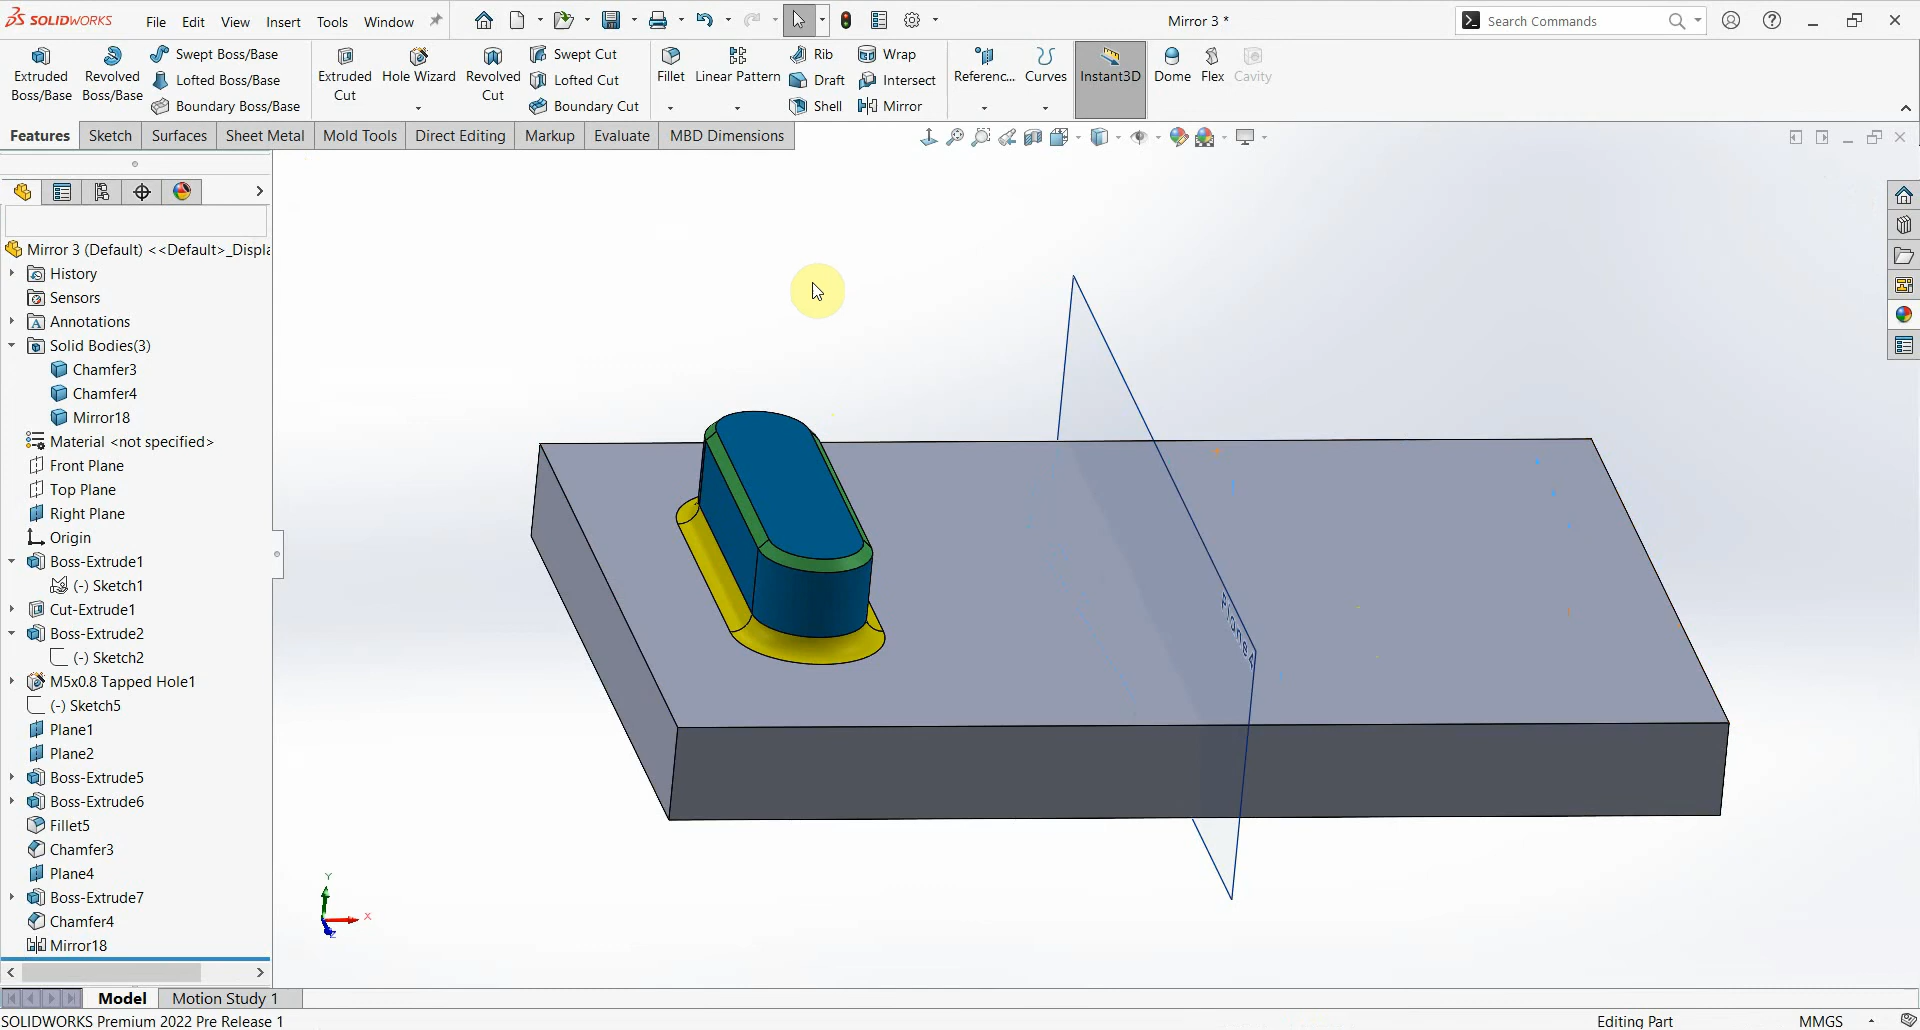 SOLIDWORKS
File Edit View Insert Tools Window
Mirror 3 *
Search Commands
Extruded Boss/Base
Revolved Boss/Base
Swept Boss/Base
Lofted Boss/Base
Boundary Boss/Base
Extruded Cut
Hole Wizard
Revolved Cut
Swept Cut
Lofted Cut
Boundary Cut
Fillet
Linear Pattern
Rib
Draft
Shell
Wrap
Intersect
Mirror
Referenc...
Curves
Instant3D
Dome
Flex
Cavity
Features Sketch Surfaces Sheet Metal Mold Tools Direct Editing Markup Evaluate MBD Dimensions
Mirror 3 (Default) <<Default>_Displa
History
Sensors
Annotations
Solid Bodies(3)
Chamfer3
Chamfer4
Mirror18
Material <not specified>
Front Plane
Top Plane
Right Plane
Origin
Boss-Extrude1
(-) Sketch1
Cut-Extrude1
Boss-Extrude2
(-) Sketch2
M5x0.8 Tapped Hole1
(-) Sketch5
Plane1
Plane2
Boss-Extrude5
Boss-Extrude6
Fillet5
Chamfer3
Plane4
Boss-Extrude7
Chamfer4
Mirror18
Plane4
Y
X
Z
Model Motion Study 1
SOLIDWORKS Premium 2022 Pre Release 1
Editing Part
MMGS